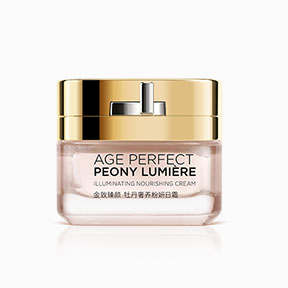 AGE PERFECT
PEONY LUMIÈRE
ILLUMINATING NOURISHING CREAM
金致臻颜 牡丹奢养粉妍日霜